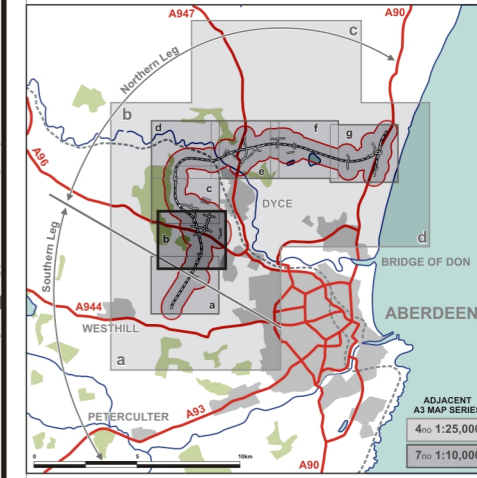 A947
A90
c
Northern Leg
b
d
f
g
A96
e
c
DYCE
b
d
Southern Leg
BRIDGE OF DON
a
A944
ABERDEEN
WESTHILL
a
ADJACENT
A3 MAP SERIES
PETERCULTER
A93
4no 1:25,000
7no 1:10,000
0 5 10km
A90